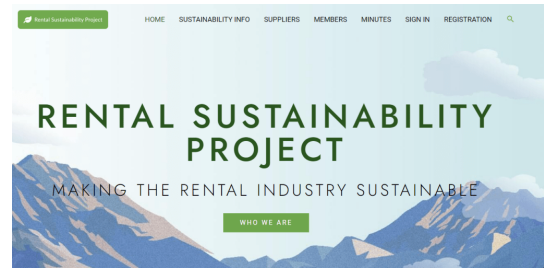 Rental Sustainability Project
HOME SUSTAINABILITY INFO SUPPLIERS MEMBERS MINUTES SIGN IN REGISTRATION
RENTAL SUSTAINABILITY
PROJECT
MAKING THE RENTAL INDUSTRY SUSTAINABLE
WHO WE ARE